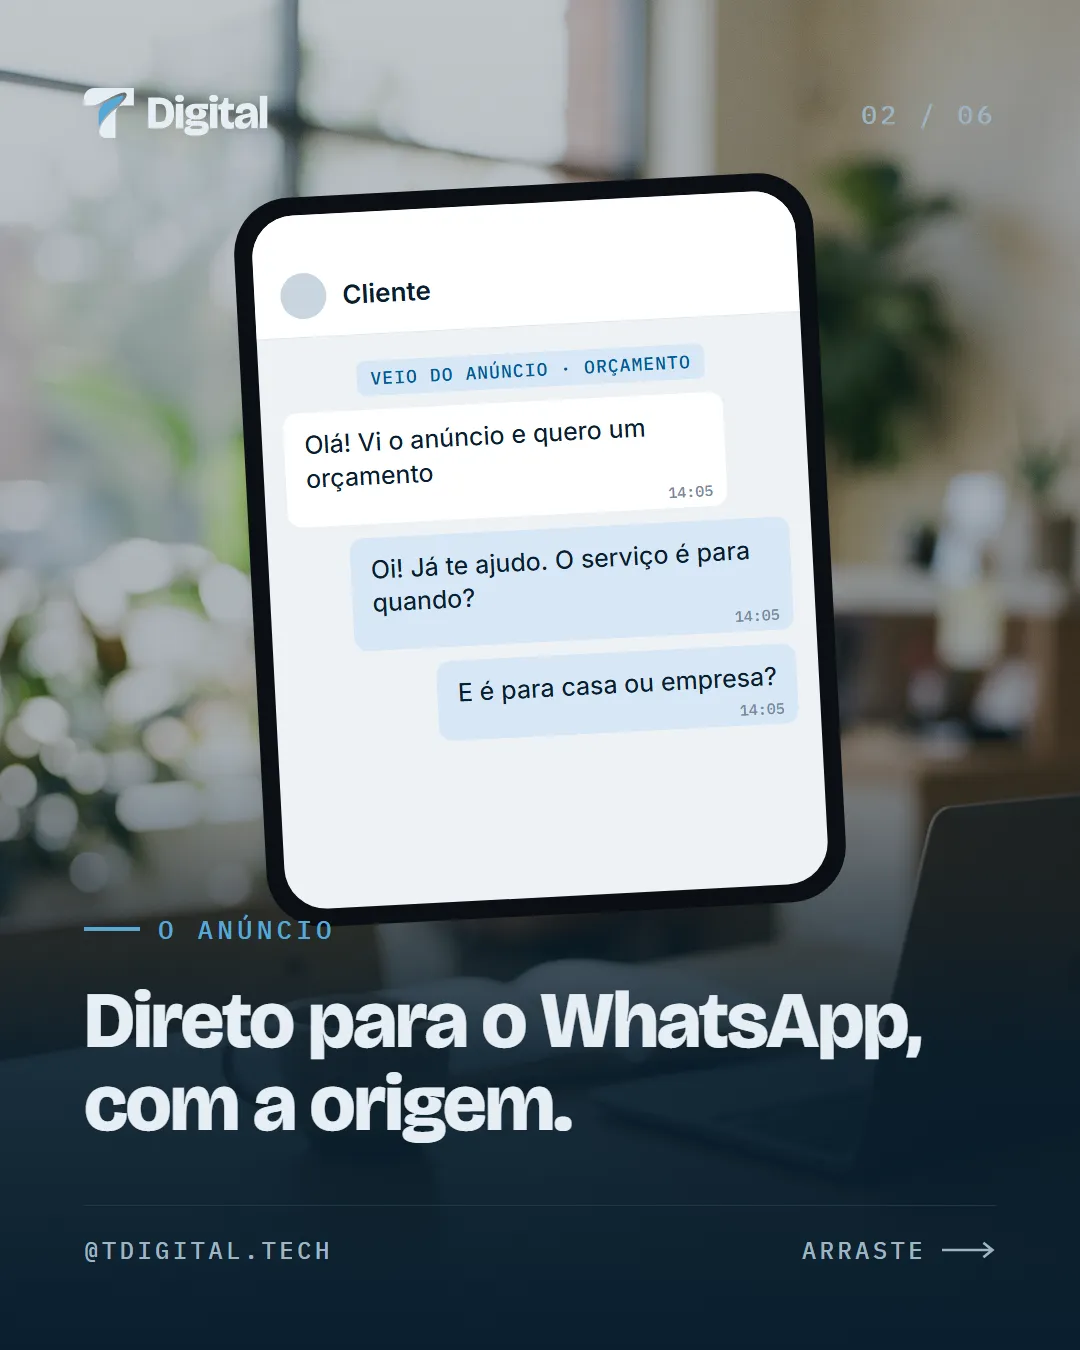 Digital
02 / 06
Cliente
VEIO DO ANÚNCIO · ORÇAMENTO
Olá! Vi o anúncio e quero um
orçamento
14:05
Oi! Já te ajudo. O serviço é para
quando?
14:05
E é para casa ou empresa?
14:05
O ANÚNCIO
Direto para o WhatsApp,
com a origem.
@TDIGITAL.TECH
ARRASTE